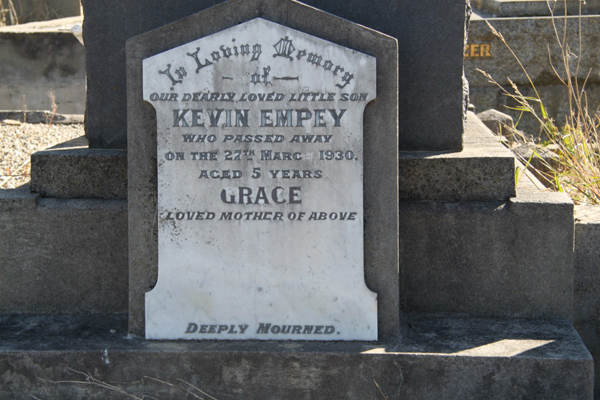 In Loving Memory
of
OUR DEARLY LOVED LITTLE SON
KEVIN EMPEY
WHO PASSED AWAY
ON THE 27TH MARC 1930.
AGED 5 YEARS
GRACE
LOVED MOTHER OF ABOVE
DEEPLY MOURNED.